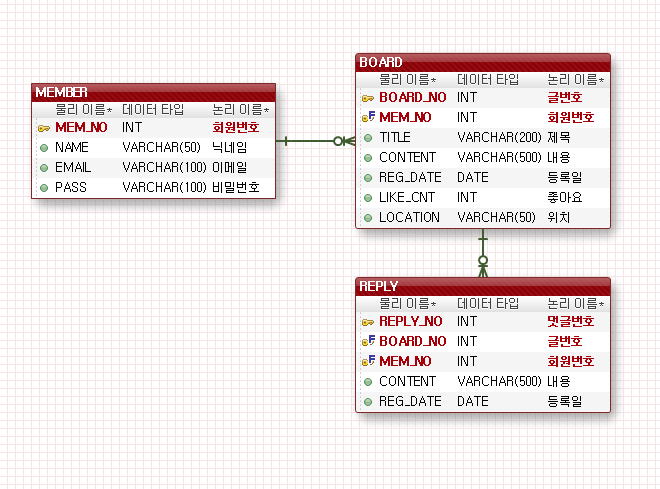 MEMBER
물리 이름* 데이터 타입 논리 이름*
MEM_NO INT 회원번호
NAME VARCHAR(50) 닉네임
EMAIL VARCHAR(100) 이메일
PASS VARCHAR(100) 비밀번호
BOARD
물리 이름* 데이터 타입 논리 이름*
BOARD_NO INT 글번호
F MEM_NO INT 회원번호
TITLE VARCHAR(200) 제목
CONTENT VARCHAR(500) 내용
REG_DATE DATE 등록일
LIKE_CNT INT 좋아요
LOCATION VARCHAR(50) 위치
REPLY
물리 이름* 데이터 타입 논리 이름*
REPLY_NO INT 댓글번호
F BOARD_NO INT 글번호
F MEM_NO INT 회원번호
CONTENT VARCHAR(500) 내용
REG_DATE DATE 등록일